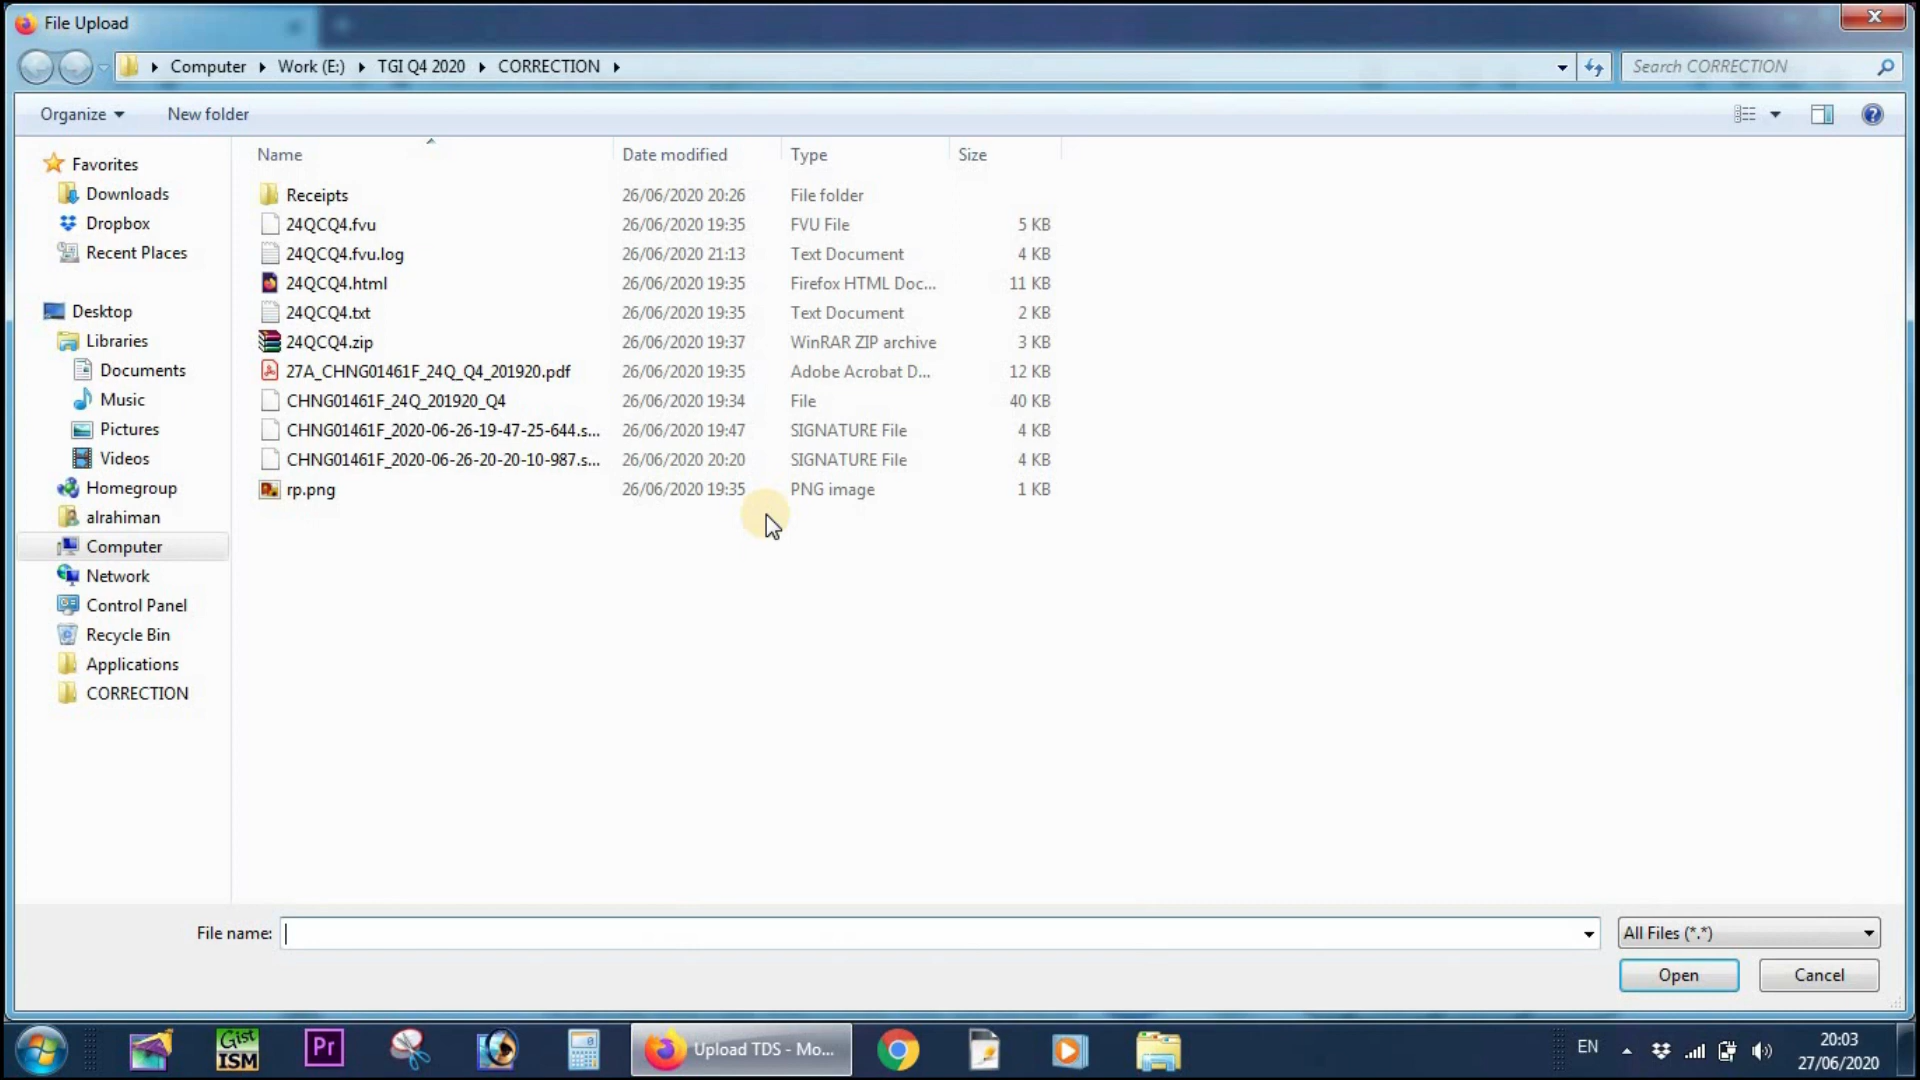 File Upload
Computer Work (E:) TGI Q4 2020 CORRECTION
Search CORRECTION
Organize New folder
Name Date modified Type Size
Favorites
Downloads
Dropbox
Recent Places
Desktop
Libraries
Documents
Music
Pictures
Videos
Homegroup
alrahiman
Computer
Network
Control Panel
Recycle Bin
Applications
CORRECTION
Receipts 26/06/2020 20:26 File folder
24QCQ4.fvu 26/06/2020 19:35 FVU File 5 KB
24QCQ4.fvu.log 26/06/2020 21:13 Text Document 4 KB
24QCQ4.html 26/06/2020 19:35 Firefox HTML Doc... 11 KB
24QCQ4.txt 26/06/2020 19:35 Text Document 2 KB
24QCQ4.zip 26/06/2020 19:37 WinRAR ZIP archive 3 KB
27A_CHNG01461F_24Q_Q4_201920.pdf 26/06/2020 19:35 Adobe Acrobat D... 12 KB
CHNG01461F_24Q_201920_Q4 26/06/2020 19:34 File 40 KB
CHNG01461F_2020-06-26-19-47-25-644.s... 26/06/2020 19:47 SIGNATURE File 4 KB
CHNG01461F_2020-06-26-20-20-10-987.s... 26/06/2020 20:20 SIGNATURE File 4 KB
rp.png 26/06/2020 19:35 PNG image 1 KB
File name: All Files (*.*)
Open Cancel
Gist
ISM
Pr
Upload TDS - Mo...
EN
20:03
27/06/2020